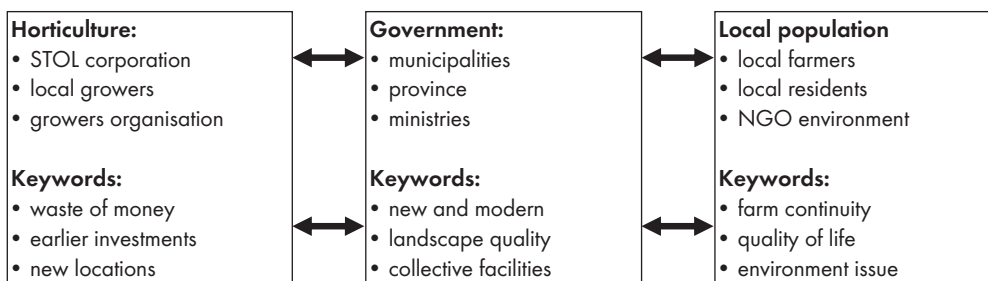 Horticulture:
• STOL corporation
• local growers
• growers organisation
Keywords:
• waste of money
• earlier investments
• new locations
Government:
• municipalities
• province
• ministries
Keywords:
• new and modern
• landscape quality
• collective facilities
Local population
• local farmers
• local residents
• NGO environment
Keywords:
• farm continuity
• quality of life
• environment issue